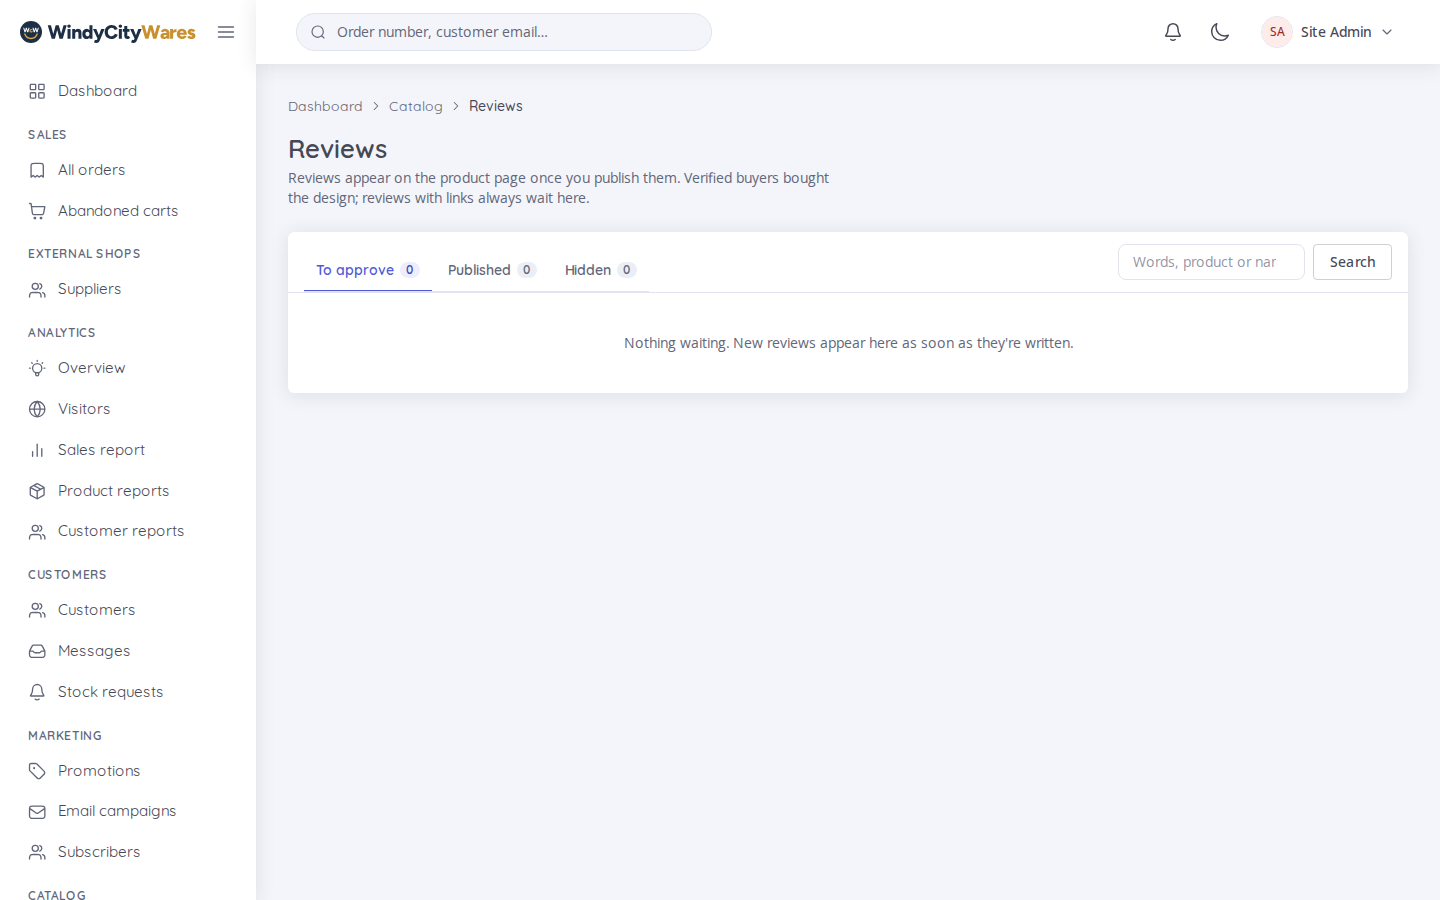 WindyCityWares
Order number, customer email...
SA
Site Admin
Dashboard
SALES
All orders
Abandoned carts
EXTERNAL SHOPS
Suppliers
ANALYTICS
Overview
Visitors
Sales report
Product reports
Customer reports
CUSTOMERS
Customers
Messages
Stock requests
MARKETING
Promotions
Email campaigns
Subscribers
CATALOG
Dashboard > Catalog > Reviews
Reviews
Reviews appear on the product page once you publish them. Verified buyers bought
the design; reviews with links always wait here.
To approve 0 Published 0 Hidden 0
Words, product or nar
Search
Nothing waiting. New reviews appear here as soon as they're written.